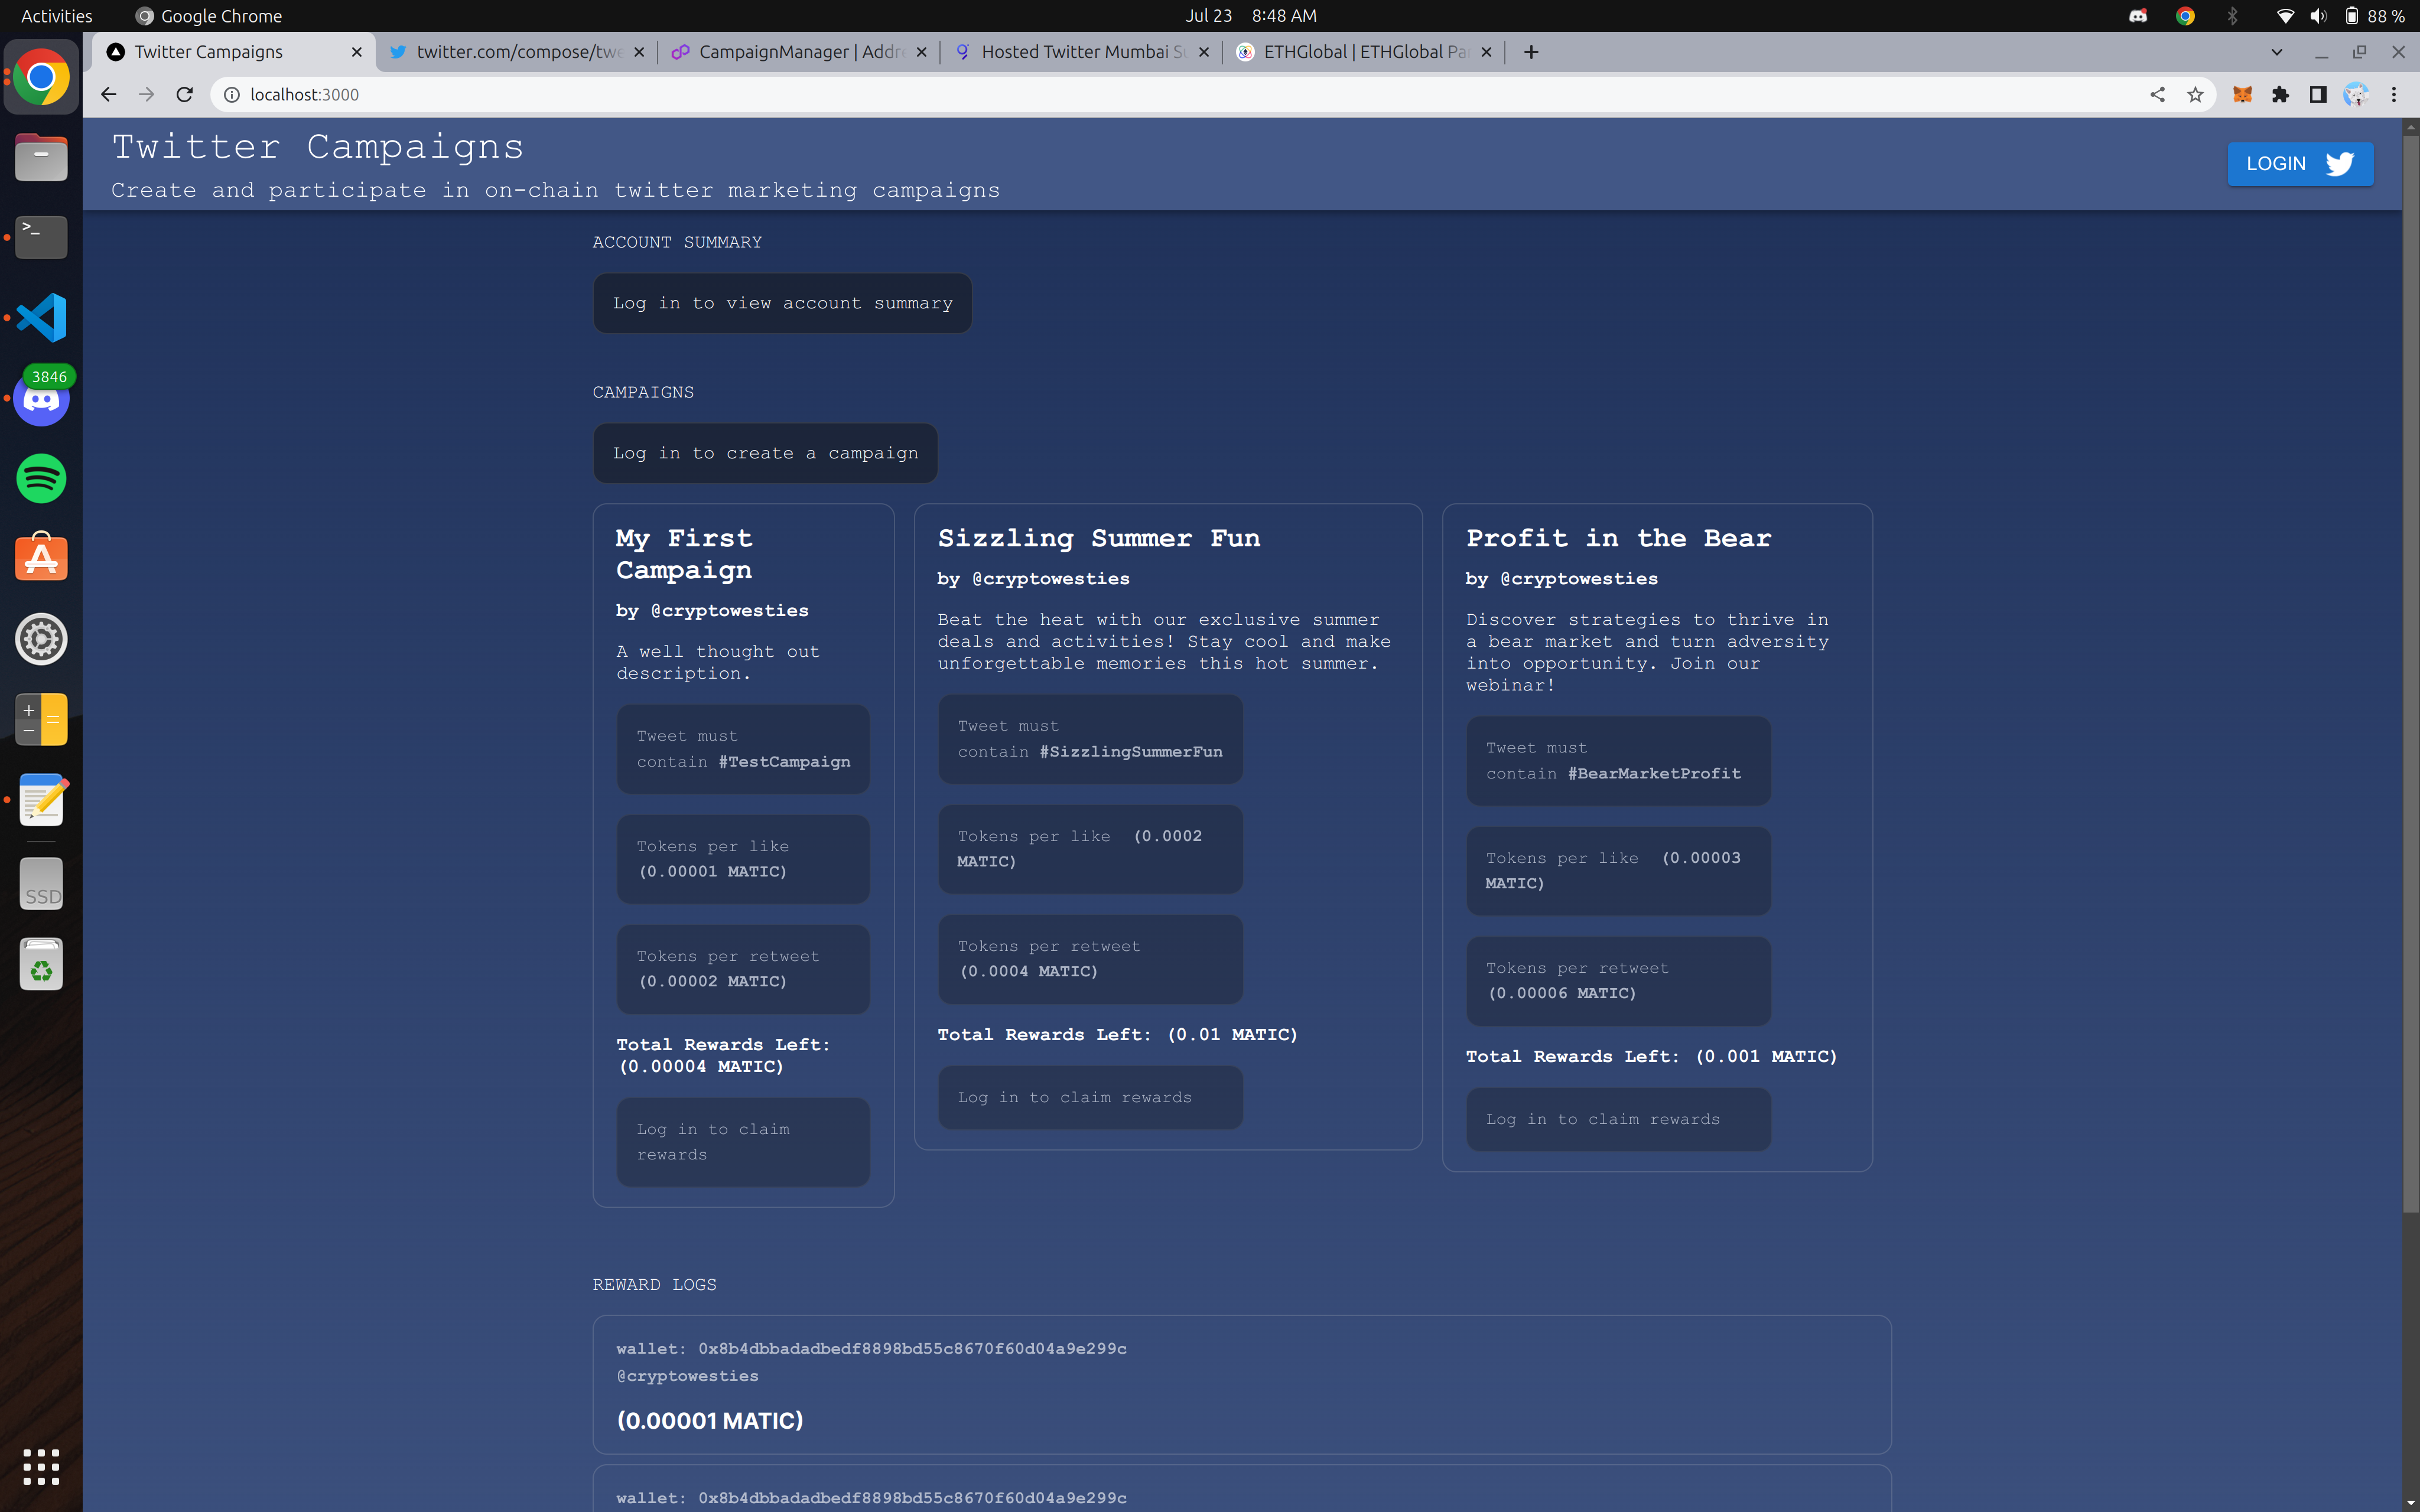 Activities
Google Chrome
Jul 23 8:48 AM
88 %
Twitter Campaigns
twitter.com/compose/twe
CampaignManager | Addre
Hosted Twitter Mumbai Su
ETHGlobal | ETHGlobal Pa
localhost:3000
Twitter Campaigns
Create and participate in on-chain twitter marketing campaigns
LOGIN
3846
SSD
ACCOUNT SUMMARY
Log in to view account summary
CAMPAIGNS
Log in to create a campaign
My First
Campaign
by @cryptowesties
A well thought out
description.
Tweet must
contain #TestCampaign
Tokens per like
(0.00001 MATIC)
Tokens per retweet
(0.00002 MATIC)
Total Rewards Left:
(0.00004 MATIC)
Log in to claim
rewards
Sizzling Summer Fun
by @cryptowesties
Beat the heat with our exclusive summer
deals and activities! Stay cool and make
unforgettable memories this hot summer.
Tweet must
contain #SizzlingSummerFun
Tokens per like (0.0002
MATIC)
Tokens per retweet
(0.0004 MATIC)
Total Rewards Left: (0.01 MATIC)
Log in to claim rewards
Profit in the Bear
by @cryptowesties
Discover strategies to thrive in
a bear market and turn adversity
into opportunity. Join our
webinar!
Tweet must
contain #BearMarketProfit
Tokens per like (0.00003
MATIC)
Tokens per retweet
(0.00006 MATIC)
Total Rewards Left: (0.001 MATIC)
Log in to claim rewards
REWARD LOGS
wallet: 0x8b4dbbadadbedf8898bd55c8670f60d04a9e299c
@cryptowesties
(0.00001 MATIC)
wallet: 0x8b4dbbadadbedf8898bd55c8670f60d04a9e299c